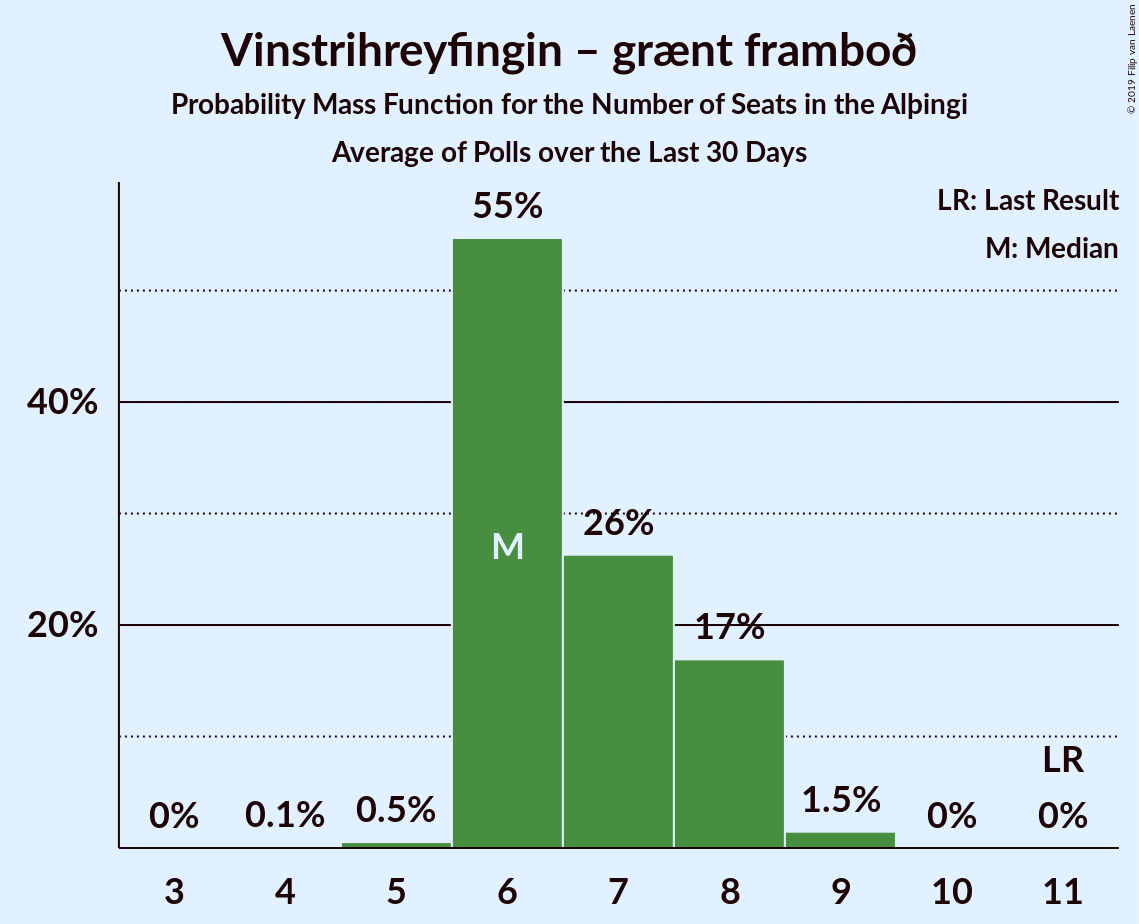 Vinstrihreyfingin – grænt framboð
Probability Mass Function for the Number of Seats in the Alþingi
Average of Polls over the Last 30 Days
© 2019 Filip van Laenen
LR: Last Result
M: Median
55%
40%
26%
M
20%
17%
LR
0%
0.1%
0.5%
1.5%
0%
0%
3 4 5 6 7 8 9 10 11